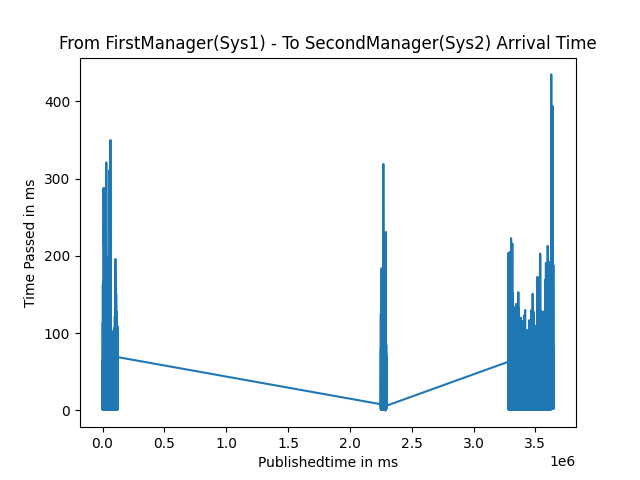 From FirstManager(Sys1) - To SecondManager(Sys2) Arrival Time
Time Passed in ms
400
300
200
100
0
0.0 0.5 1.0 1.5 2.0 2.5 3.0 3.5
1e6
Publishedtime in ms